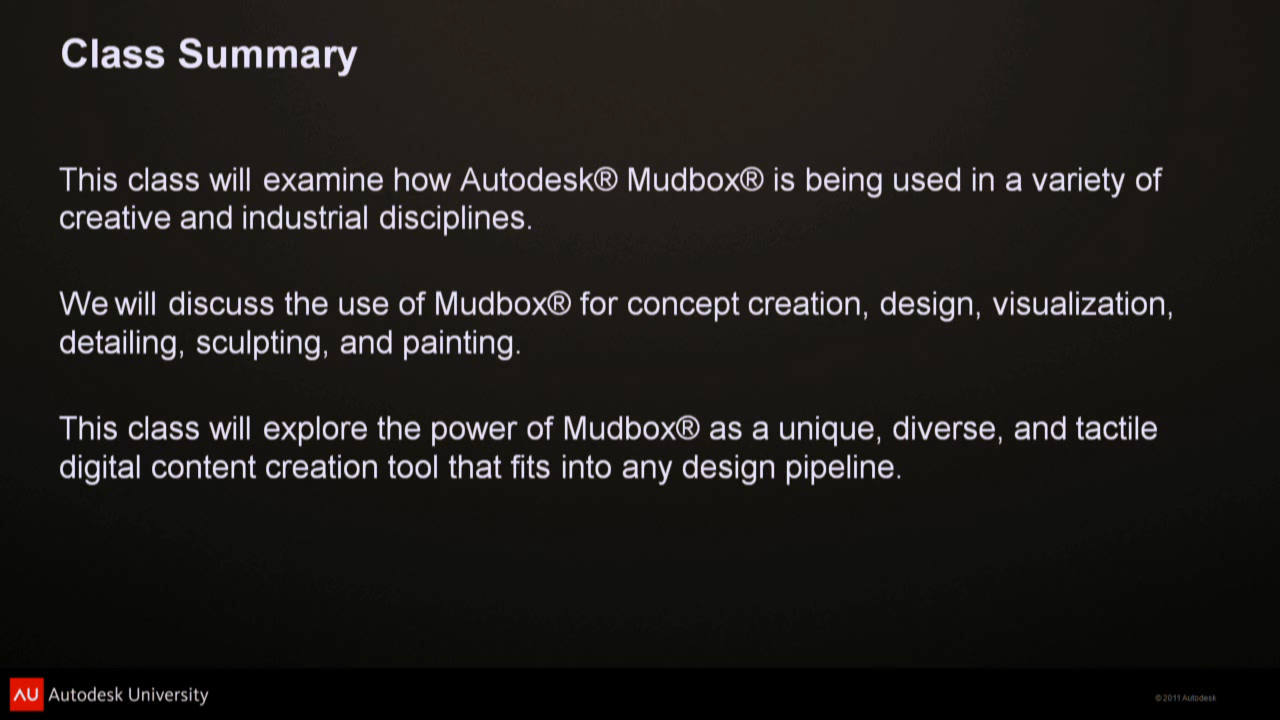 Class Summary
This class will examine how Autodesk® Mudbox® is being used in a variety of
creative and industrial disciplines.
We will discuss the use of Mudbox® for concept creation, design, visualization,
detailing, sculpting, and painting.
This class will explore the power of Mudbox® as a unique, diverse, and tactile
digital content creation tool that fits into any design pipeline.
AU Autodesk University
© 2011 Autodesk